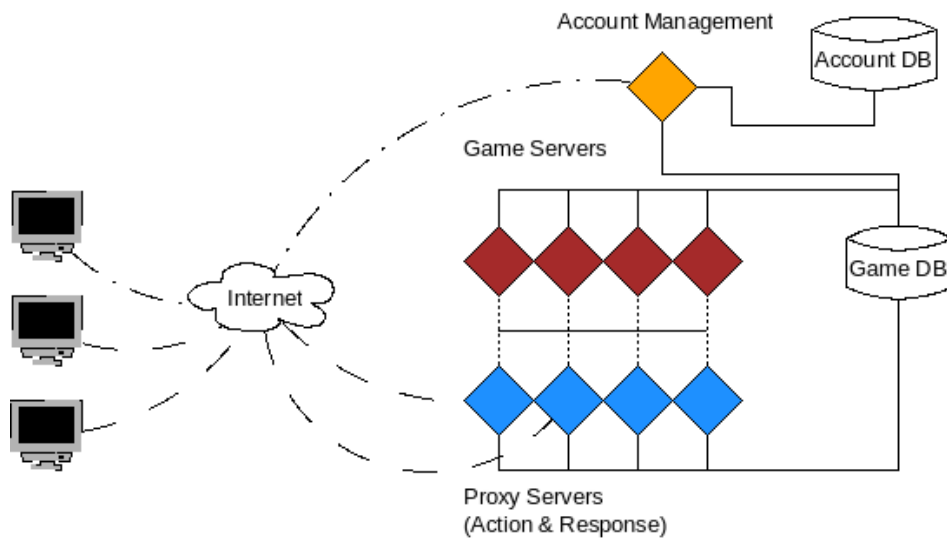 Account Management
Account DB
Game Servers
Internet
Game DB
Proxy Servers
(Action & Response)